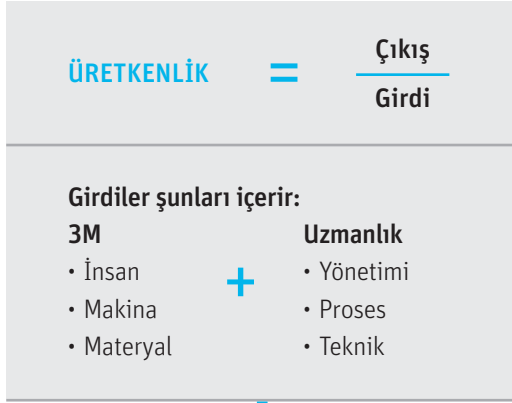 ÜRETKENLİK = Çıkış
Girdi
Girdiler şunları içerir:
3M
• İnsan
• Makina
• Materyal
+
Uzmanlık
• Yönetimi
• Proses
• Teknik